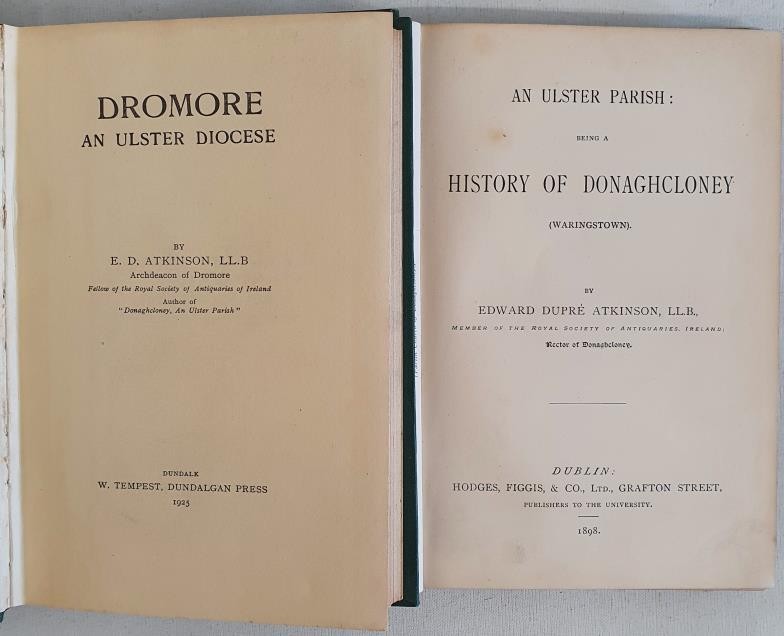 DROMORE
AN ULSTER DIOCESE
BY
E. D. ATKINSON, LL.B
Archdeacon of Dromore
Fellow of the Royal Society of Antiquaries of Ireland
Author of
"Donaghcloney, An Ulster Parish"
DUNDALK
W. TEMPEST, DUNDALGAN PRESS
1925
AN ULSTER PARISH:
BEING A
HISTORY OF DONAGHCLONEY
(WARINGSTOWN).
BY
EDWARD DUPRÉ ATKINSON, LL.B.,
MEMBER OF THE ROYAL SOCIETY OF ANTIQUARIES, IRELAND;
Rector of Donaghcloney.
DUBLIN:
HODGES, FIGGIS, & CO., LTD., GRAFTON STREET,
PUBLISHERS TO THE UNIVERSITY.
1898.